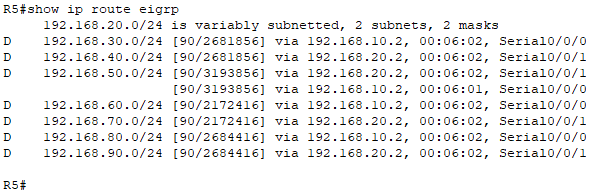 R5#show ip route eigrp
     192.168.20.0/24 is variably subnetted, 2 subnets, 2 masks
D    192.168.30.0/24 [90/2681856] via 192.168.10.2, 00:06:02, Serial0/0/0
D    192.168.40.0/24 [90/2681856] via 192.168.20.2, 00:06:02, Serial0/0/1
D    192.168.50.0/24 [90/3193856] via 192.168.20.2, 00:06:02, Serial0/0/1
                     [90/3193856] via 192.168.10.2, 00:06:01, Serial0/0/0
D    192.168.60.0/24 [90/2172416] via 192.168.10.2, 00:06:02, Serial0/0/0
D    192.168.70.0/24 [90/2172416] via 192.168.20.2, 00:06:02, Serial0/0/1
D    192.168.80.0/24 [90/2684416] via 192.168.10.2, 00:06:02, Serial0/0/0
D    192.168.90.0/24 [90/2684416] via 192.168.20.2, 00:06:02, Serial0/0/1
R5#